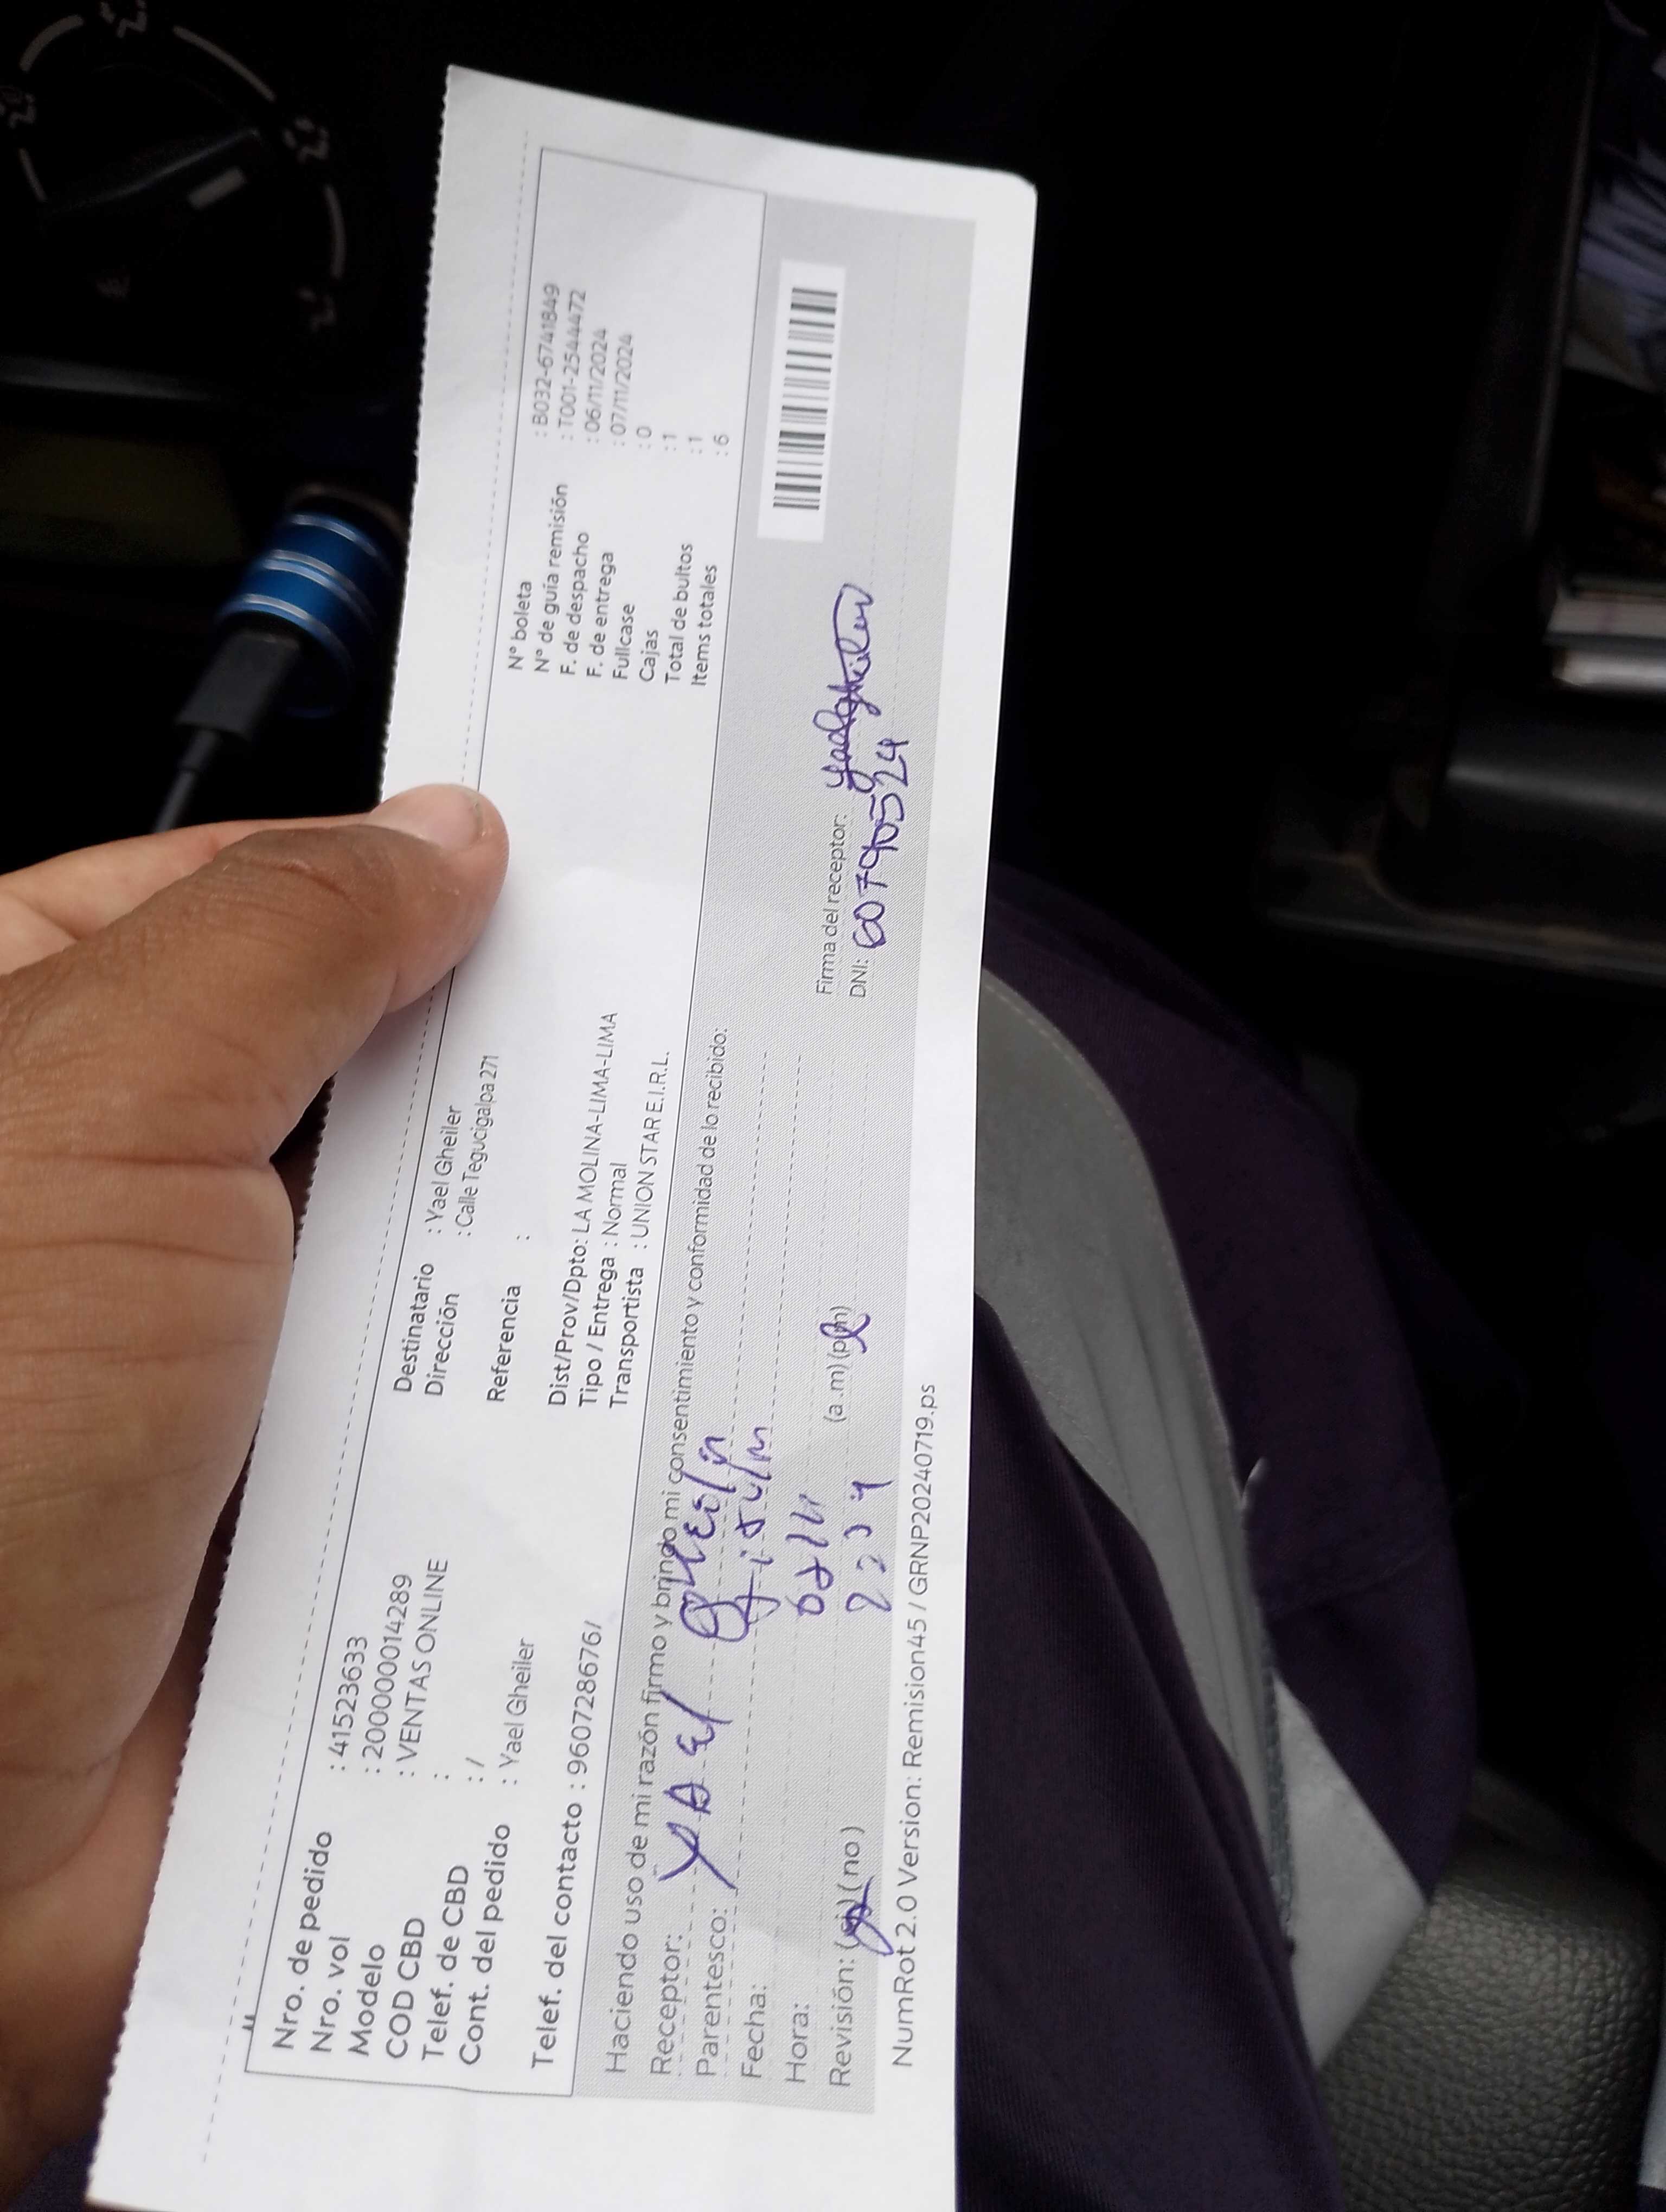 Nro. de pedido : 41523633
Nro. vol : 2000000014289
Modelo : VENTAS ONLINE
COD CBD :
Telef. de CBD : /
Cont. del pedido : Yael Gheiler
Telef. del contacto : 960728676/
Destinatario : Yael Gheiler
Dirección : Calle Tegucigalpa 271
Referencia :
Dist/Prov/Dpto: LA MOLINA-LIMA-LIMA
Tipo / Entrega : Normal
Transportista : UNION STAR E.I.R.L.
N° boleta : B032-6741849
N° de guía remisión : T001-2544472
F. de despacho : 06/11/2024
F. de entrega : 07/11/2024
Fullcase : 0
Cajas : 1
Total de bultos : 1
Items totales : 6
Haciendo uso de mi razón firmo y brindo mi consentimiento y conformidad de lo recibido:
Receptor: Yael Gheiler
Parentesco:
Fecha:
Hora: (a.m) (p.m)
Revisión: (si) (no)
Firma del receptor:
DNI: 60790524
NumRot 2.0 Version: Remision45 / GRNP20240719.ps